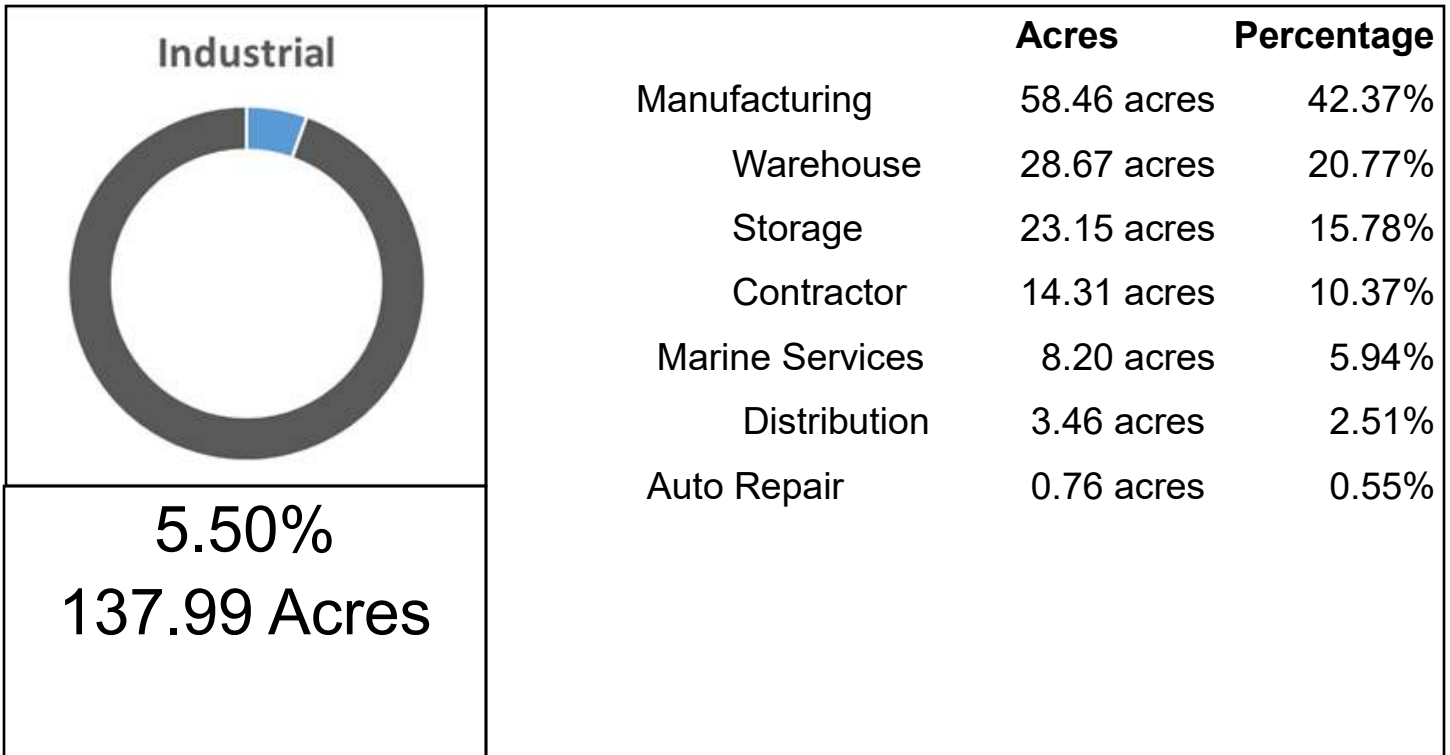 Industrial
5.50%
137.99 Acres
Acres Percentage
Manufacturing 58.46 acres 42.37%
Warehouse 28.67 acres 20.77%
Storage 23.15 acres 15.78%
Contractor 14.31 acres 10.37%
Marine Services 8.20 acres 5.94%
Distribution 3.46 acres 2.51%
Auto Repair 0.76 acres 0.55%